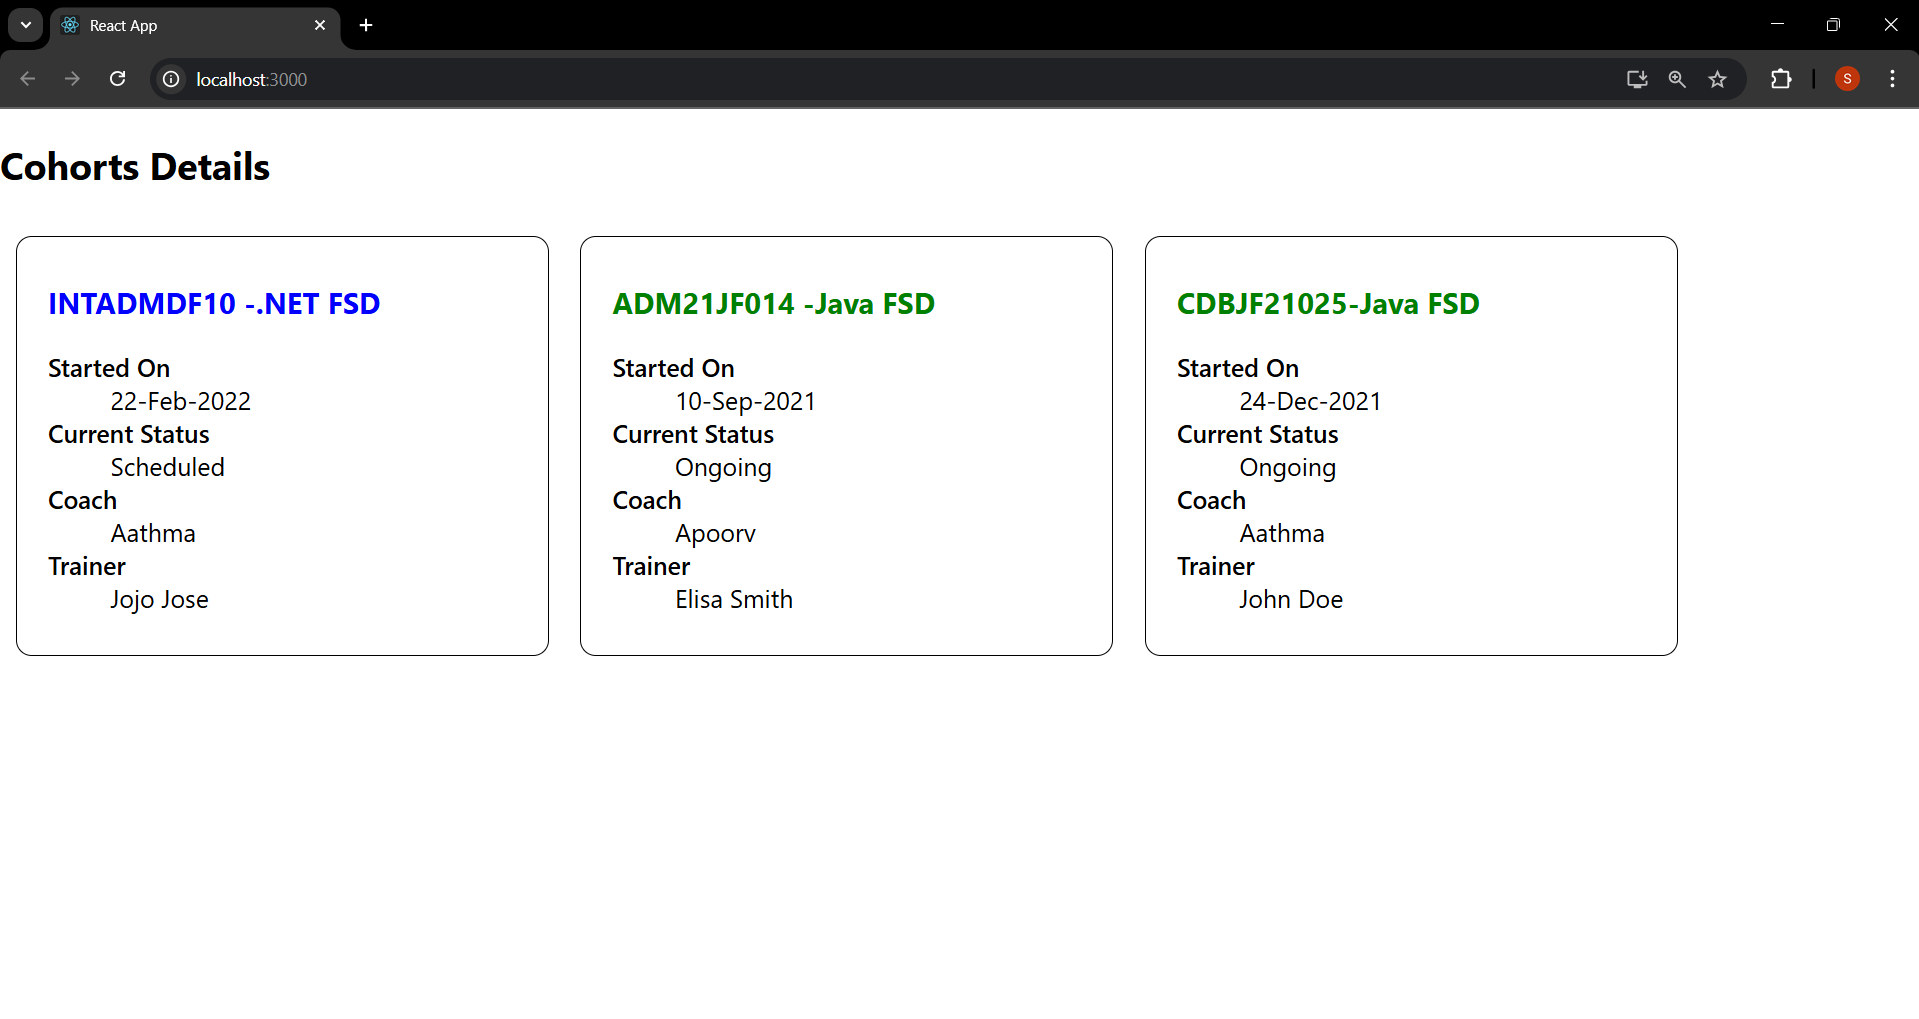 React App
localhost:3000
S
Cohorts Details
INTADMDF10 -.NET FSD
Started On
22-Feb-2022
Current Status
Scheduled
Coach
Aathma
Trainer
Jojo Jose
ADM21JF014 -Java FSD
Started On
10-Sep-2021
Current Status
Ongoing
Coach
Apoorv
Trainer
Elisa Smith
CDBJF21025-Java FSD
Started On
24-Dec-2021
Current Status
Ongoing
Coach
Aathma
Trainer
John Doe